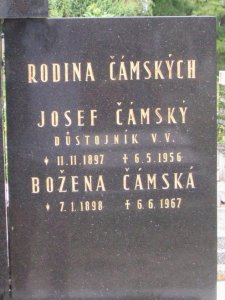 RODINA ČÁMSKÝCH
JOSEF ČÁMSKÝ
DŮSTOJNÍK V.V.
⬧ 11.11.1897 ✝ 6.5.1956
BOŽENA ČÁMSKÁ
⬧ 7.1.1898 ✝ 6.6.1967